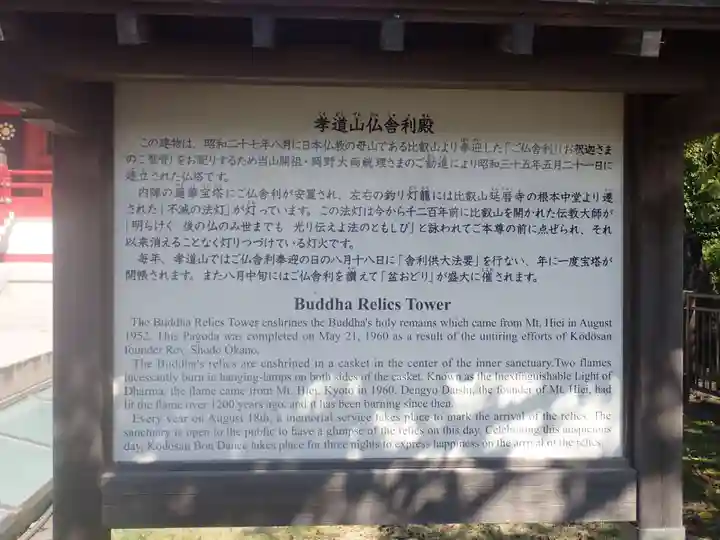 孝道山仏舎利殿
この建物は、昭和二十七年八月に日本仏教の母山である比叡山より奉迎した「ご仏舎利」(お釈迦さま
のご聖骨)をお祀りするため当山開祖・岡野大両統理さまのご勧進により昭和三十五年五月二十一日に
建立された仏塔です。
内陣の蓮華宝塔にご仏舎利が安置され、左右の釣り灯籠には比叡山延暦寺の根本中堂より遷
された「不滅の法灯」が灯っています。この法灯は今から千二百年前に比叡山を開かれた伝教大師が
「明らけく 後の仏のみ世までも 光り伝えよ法のともしび」と詠われてご本尊の前に点ぜられ、それ
以来消えることなく灯りつづけている灯火です。
毎年、孝道山ではご仏舎利奉迎の日の八月十八日に「舎利供大法要」を行ない、年に一度宝塔が
開帳されます。また八月中旬にはご仏舎利を讃えて「盆おどり」が盛大に催されます。
Buddha Relics Tower
The Buddha Relics Tower enshrines the Buddha's holy remains which came from Mt. Hiei in August
1952. This Pagoda was completed on May 21, 1960 as a result of the untiring efforts of Kodosan
founder Rev. Shodo Okano.
The Buddha's relics are enshrined in a casket in the center of the inner sanctuary.Two flames
incessantly burn in hanging-lamps on both sides of the casket. Known as the Inextinguishable Light of
Dharma, the flame came from Mt. Hiei, Kyoto in 1960. Dengyo Daishi, the founder of Mt. Hiei, had
lit the flame over 1200 years ago, and it has been burning since then.
Every year on August 18th, a memorial service takes place to mark the arrival of the relics. The
sanctuary is open to the public to have a glimpse of the relics on this day. Celebrating this auspicious
day, Kodosan Bon Dance takes place for three nights to express happiness on the arrival of the relics.